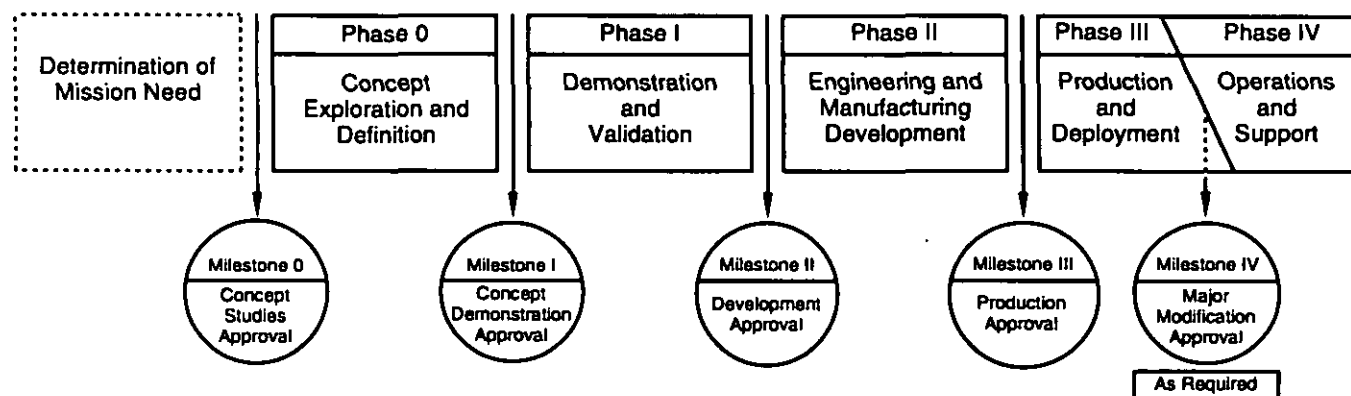 Determination of
Mission Need
Phase 0
Concept
Exploration and
Definition
Phase I
Demonstration
and
Validation
Phase II
Engineering and
Manufacturing
Development
Phase III
Production
and
Deployment
Phase IV
Operations
and
Support
Milestone 0
Concept
Studies
Approval
Milestone I
Concept
Demonstration
Approval
Milestone II
Development
Approval
Milestone III
Production
Approval
Milestone IV
Major
Modification
Approval
As Required